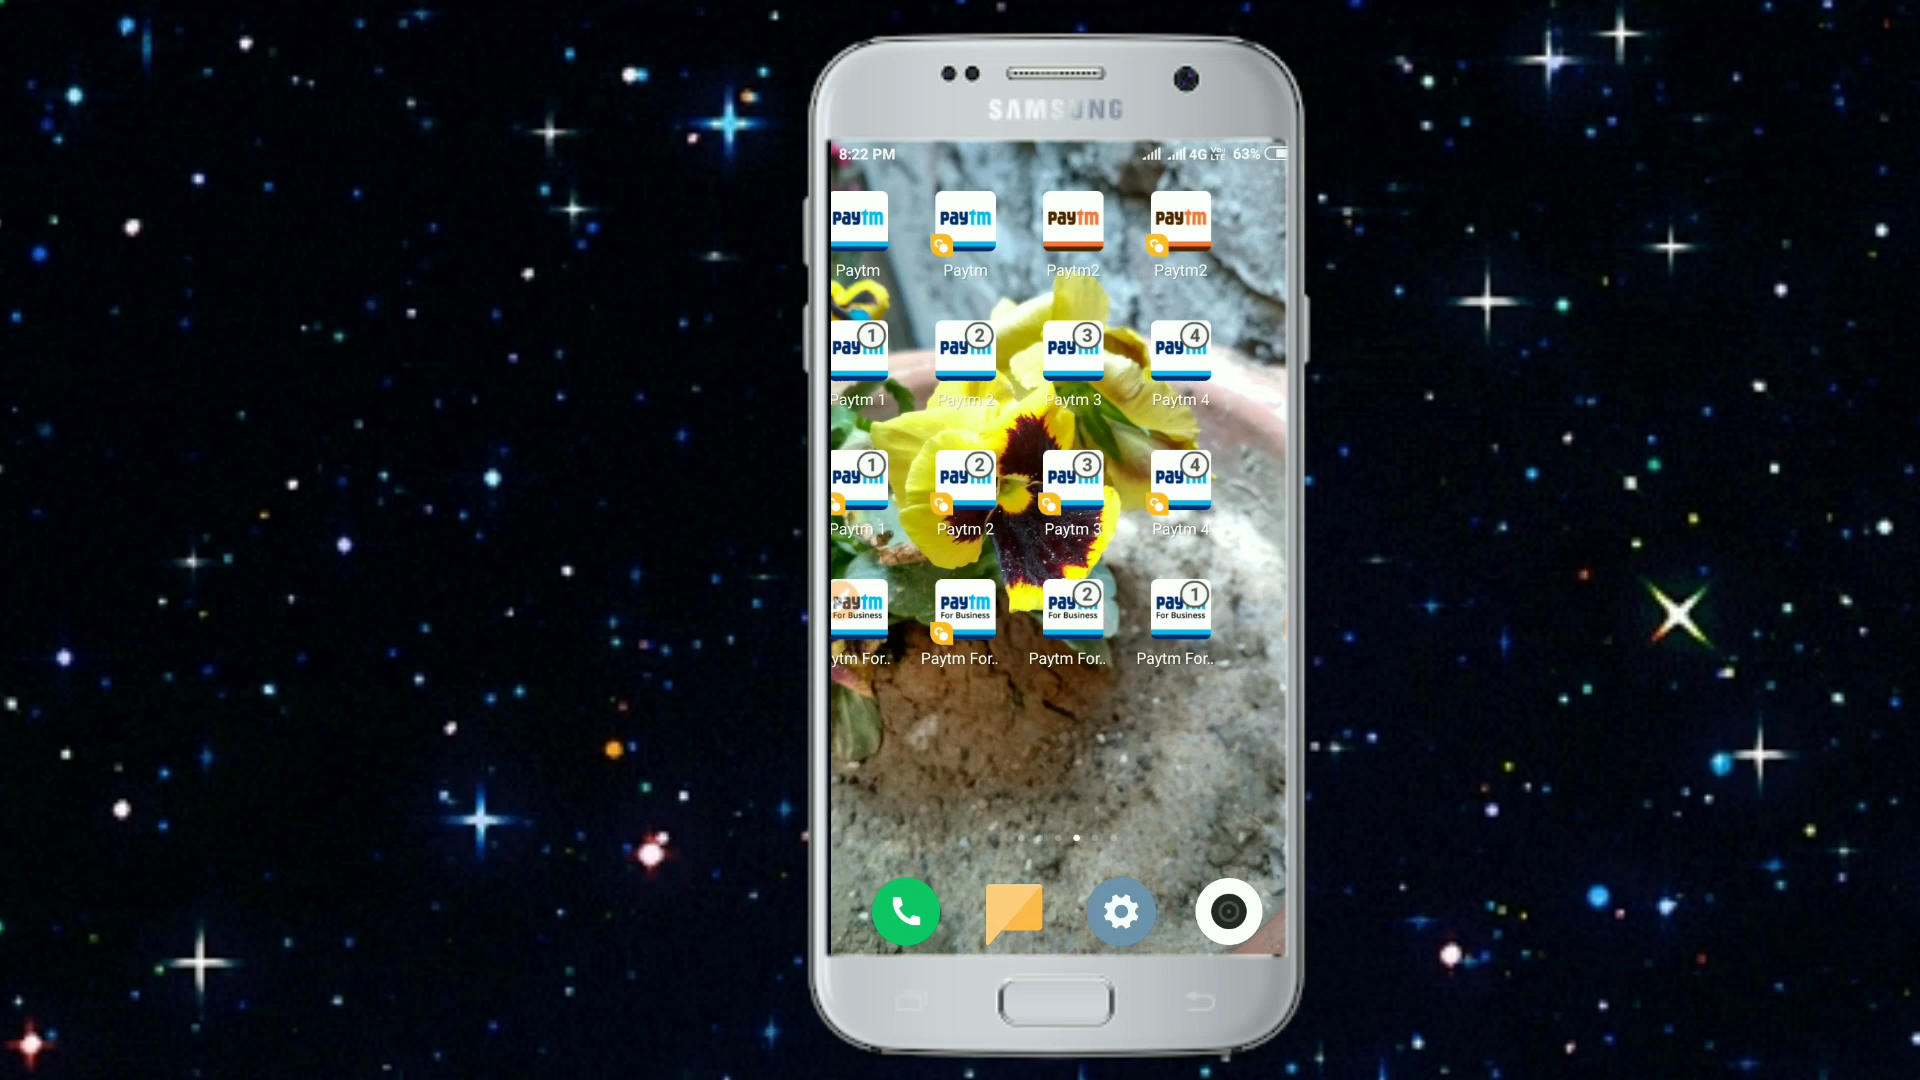 SAMSUNG
8:22 PM 4G VoLTE 63%
paytm paytm paytm paytm
Paytm Paytm Paytm2 Paytm2
1 2 3 4
Paytm 1 Paytm 2 Paytm 3 Paytm 4
1 2 3 4
Paytm 1 Paytm 2 Paytm 3 Paytm 4
paytm For Business paytm For Business 2 For Business 1 For Business
ytm For.. Paytm For.. Paytm For.. Paytm For..